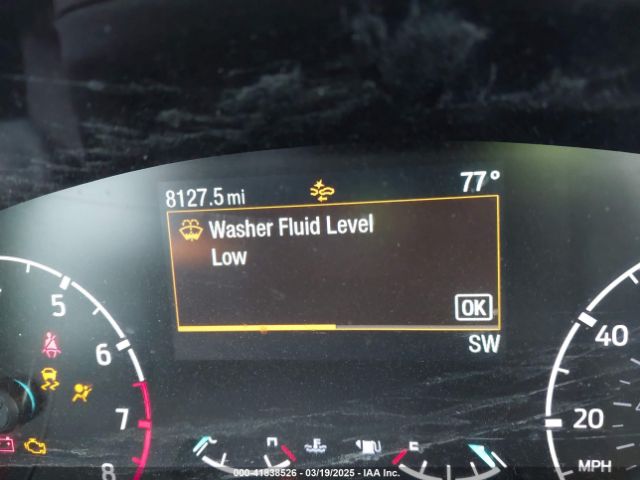 8127.5 mi
77°
Washer Fluid Level
Low
OK
SW
5
6
7
8
40
20
MPH
000-41838526 - 03/19/2025 - IAA Inc.